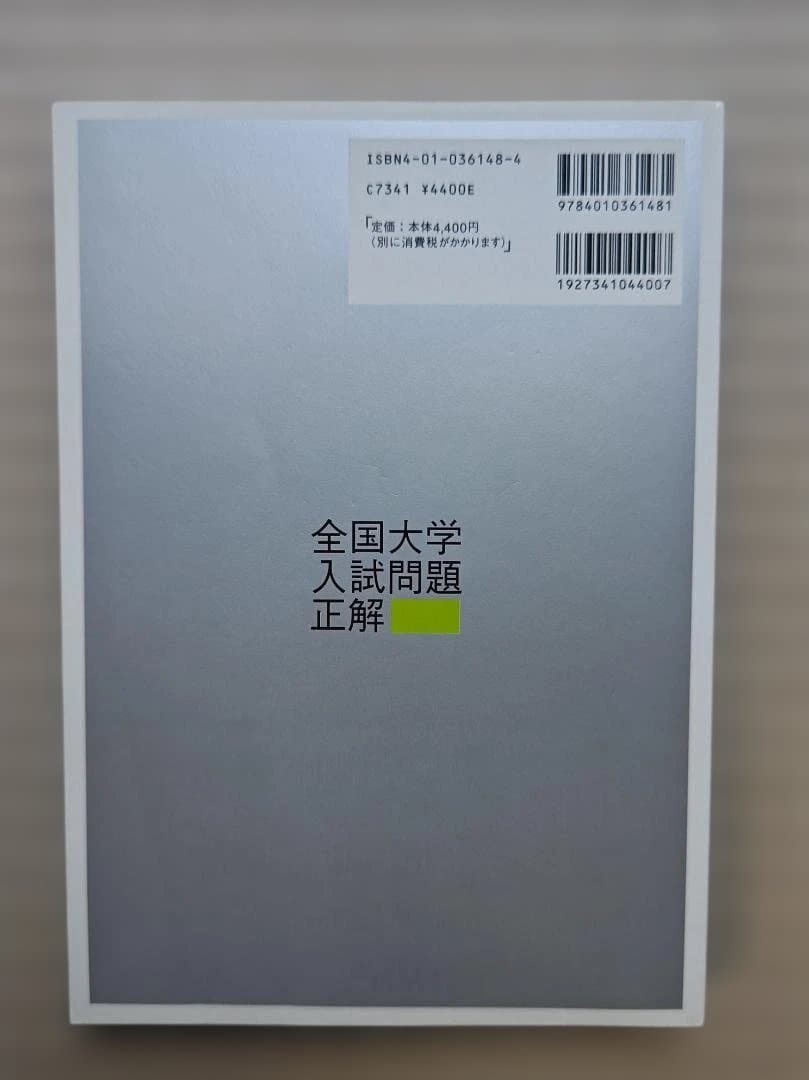 ISBN4-01-036148-4
C7341 ¥4400E
「定価:本体4,400円
(別に消費税がかかります)」
9784010361481
1927341044007
全国大学
入試問題
正解